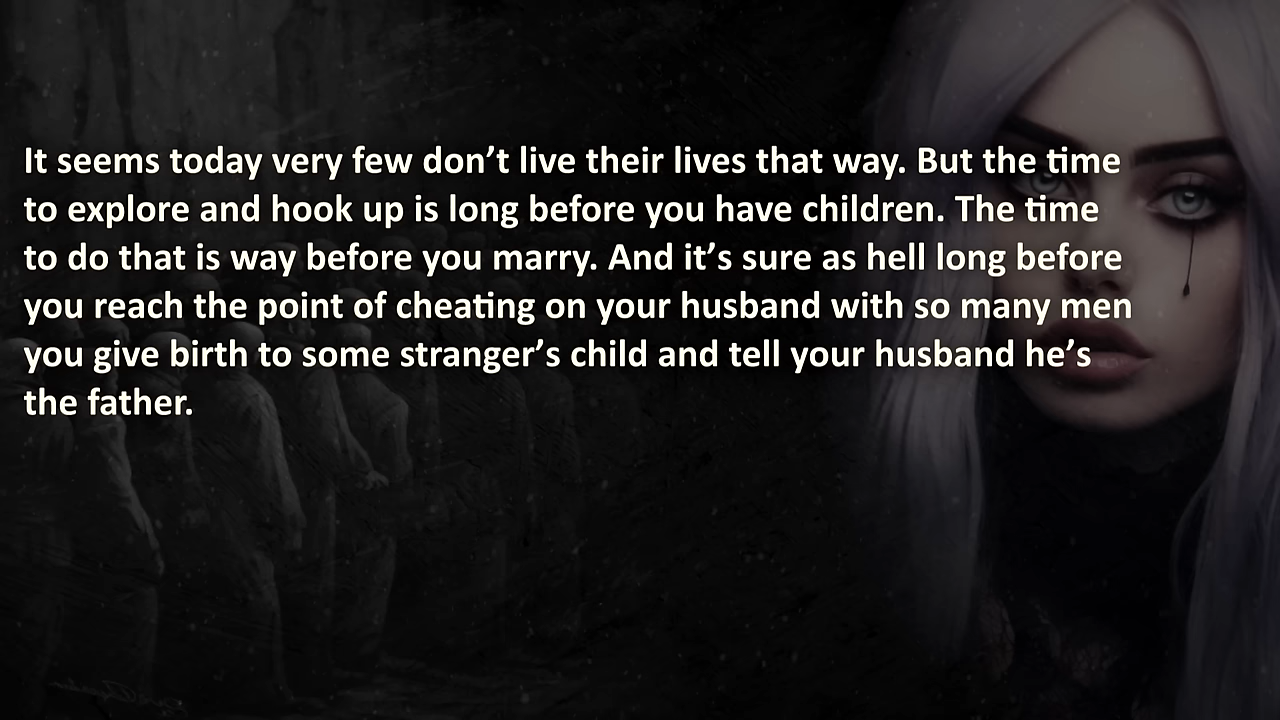 It seems today very few don’t live their lives that way. But the time
to explore and hook up is long before you have children. The time
to do that is way before you marry. And it’s sure as hell long before
you reach the point of cheating on your husband with so many men
you give birth to some stranger’s child and tell your husband he’s
the father.